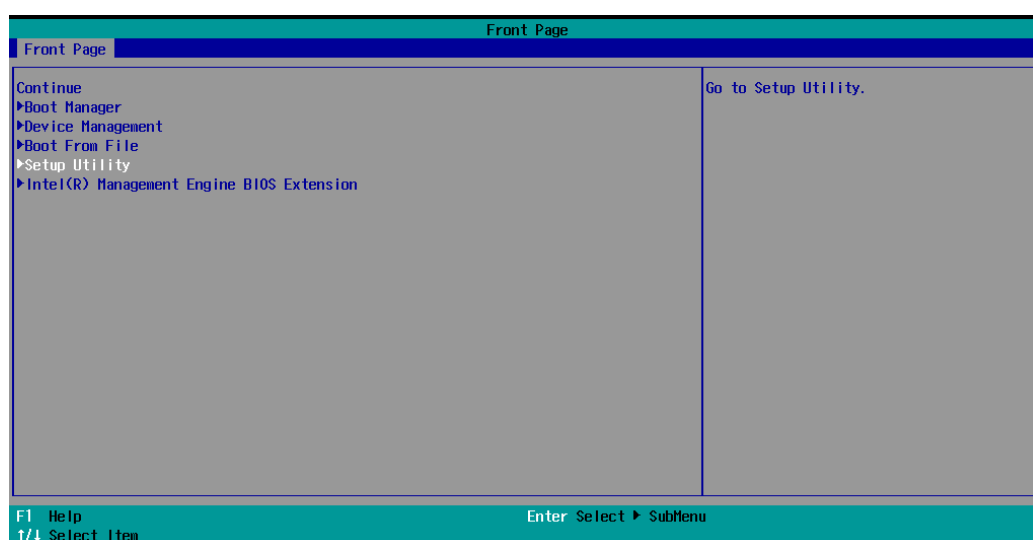 Front Page
Front Page
Continue
▶Boot Manager
▶Device Management
▶Boot From File
▶Setup Utility
▶Intel(R) Management Engine BIOS Extension
Go to Setup Utility.
F1 Help
Enter Select ▶ SubMenu
↑/↓ Select Item